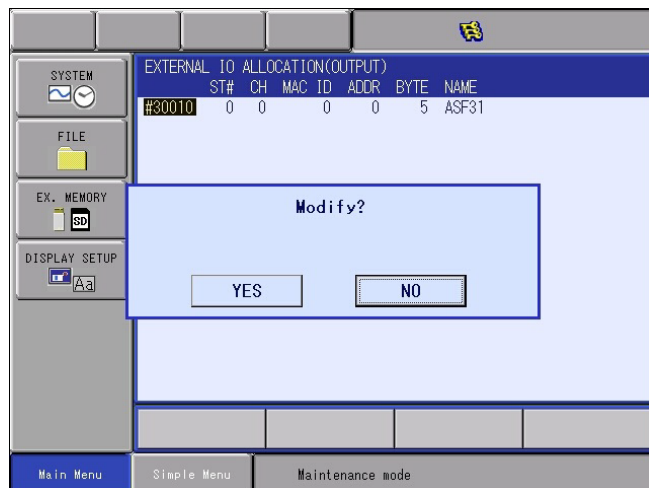 SYSTEM
FILE
EX. MEMORY
SD
DISPLAY SETUP
Aa
EXTERNAL IO ALLOCATION(OUTPUT)
ST# CH MAC ID ADDR BYTE NAME
#30010 0 0 0 0 5 ASF31
Modify?
YES NO
Main Menu Simple Menu Maintenance mode